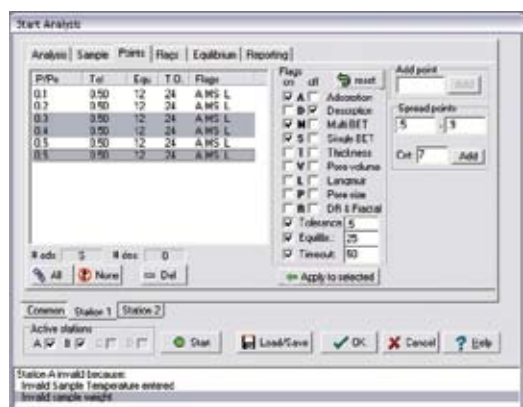 Start Analysis
Analysis Sample Points Flags Equilibrium Reporting
P/Po Tol Equ T.O. Flags
0.1 0.50 12 24 A MS L
0.2 0.50 12 24 A MS L
0.3 0.50 12 24 A MS L
0.4 0.50 12 24 A MS L
0.5 0.50 12 24 A MS L
0.5 0.50 12 24 A MS L
# ads: 5 # des: 0
All None Del
Flags
on off reset
A Adsorption
D Desorption
M Multi BET
S Single BET
T Thickness
V Pore volume
L Langmuir
P Pore size
R DR & Fractal
Tolerance 5
Equilib.: 25
Timeout: 60
Apply to selected
Add point
Add
Spread points
.5 - .9
Cnt: 7 Add
Common Station 1 Station 2
Active stations
A B C D
Start Load/Save OK Cancel Help
Station A invalid because:
Invalid Sample Temperature entered
Invalid sample weight